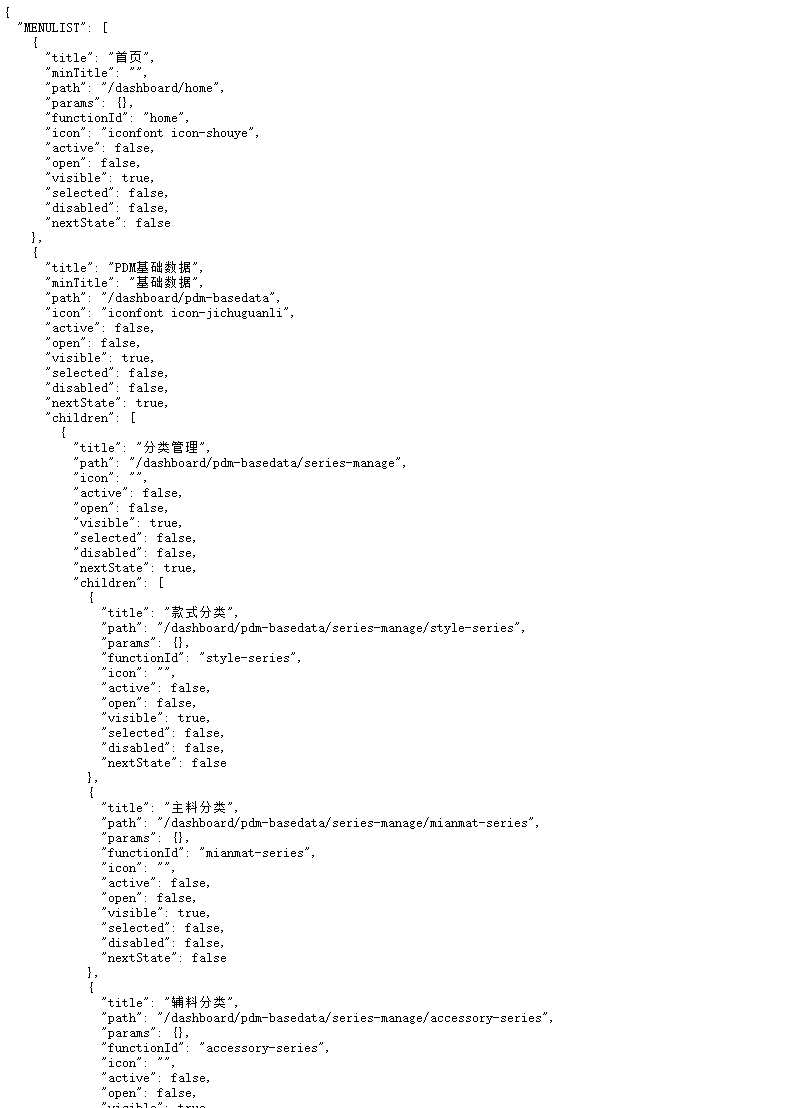 {
"MENULIST": [
{
"title": "首页",
"minTitle": "",
"path": "/dashboard/home",
"params": {},
"functionId": "home",
"icon": "iconfont icon-shouye",
"active": false,
"open": false,
"visible": true,
"selected": false,
"disabled": false,
"nextState": false
},
{
"title": "PDM基础数据",
"minTitle": "基础数据",
"path": "/dashboard/pdm-basedata",
"icon": "iconfont icon-jichuguanli",
"active": false,
"open": false,
"visible": true,
"selected": false,
"disabled": false,
"nextState": true,
"children": [
{
"title": "分类管理",
"path": "/dashboard/pdm-basedata/series-manage",
"icon": "",
"active": false,
"open": false,
"visible": true,
"selected": false,
"disabled": false,
"nextState": true,
"children": [
{
"title": "款式分类",
"path": "/dashboard/pdm-basedata/series-manage/style-series",
"params": {},
"functionId": "style-series",
"icon": "",
"active": false,
"open": false,
"visible": true,
"selected": false,
"disabled": false,
"nextState": false
},
{
"title": "主料分类",
"path": "/dashboard/pdm-basedata/series-manage/mianmat-series",
"params": {},
"functionId": "mianmat-series",
"icon": "",
"active": false,
"open": false,
"visible": true,
"selected": false,
"disabled": false,
"nextState": false
},
{
"title": "辅料分类",
"path": "/dashboard/pdm-basedata/series-manage/accessory-series",
"params": {},
"functionId": "accessory-series",
"icon": "",
"active": false,
"open": false,
"visible": true